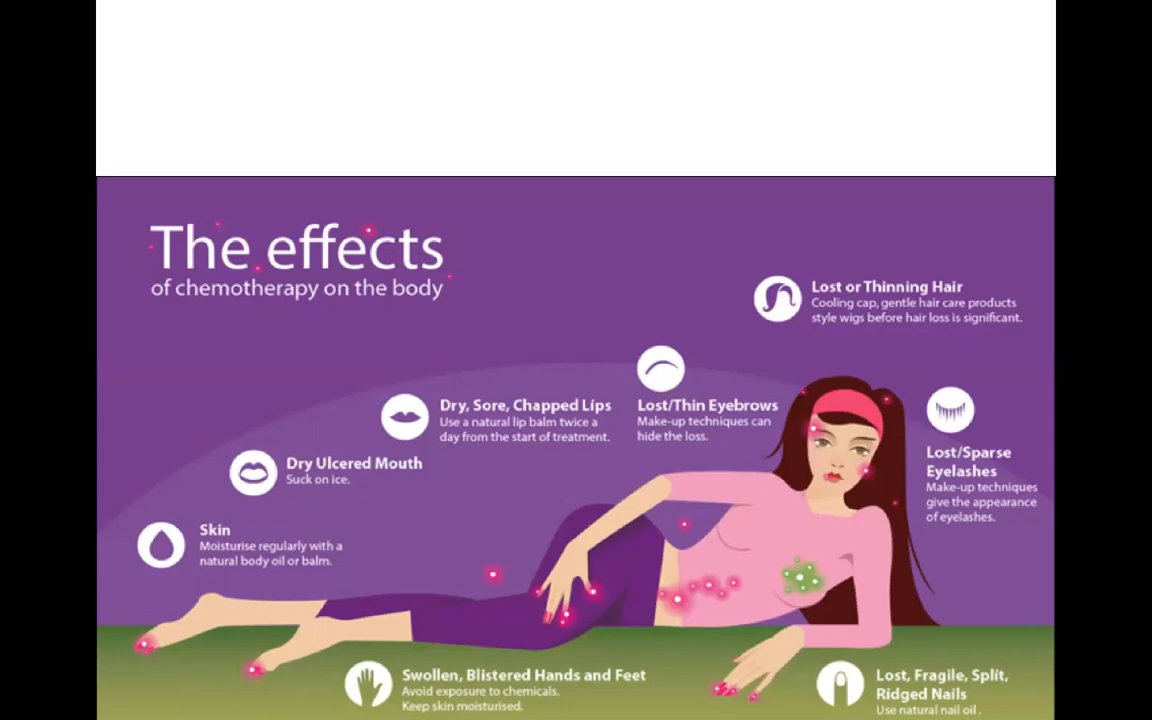 The effects
of chemotherapy on the body
Lost or Thinning Hair
Cooling cap, gentle hair care products
style wigs before hair loss is significant.
Lost/Thin Eyebrows
Make-up techniques can
hide the loss.
Dry, Sore, Chapped Lips
Use a natural lip balm twice a
day from the start of treatment.
Lost/Sparse
Eyelashes
Make-up techniques
give the appearance
of eyelashes.
Dry Ulcered Mouth
Suck on ice.
Skin
Moisturise regularly with a
natural body oil or balm.
Swollen, Blistered Hands and Feet
Avoid exposure to chemicals.
Keep skin moisturised.
Lost, Fragile, Split,
Ridged Nails
Use natural nail oil .